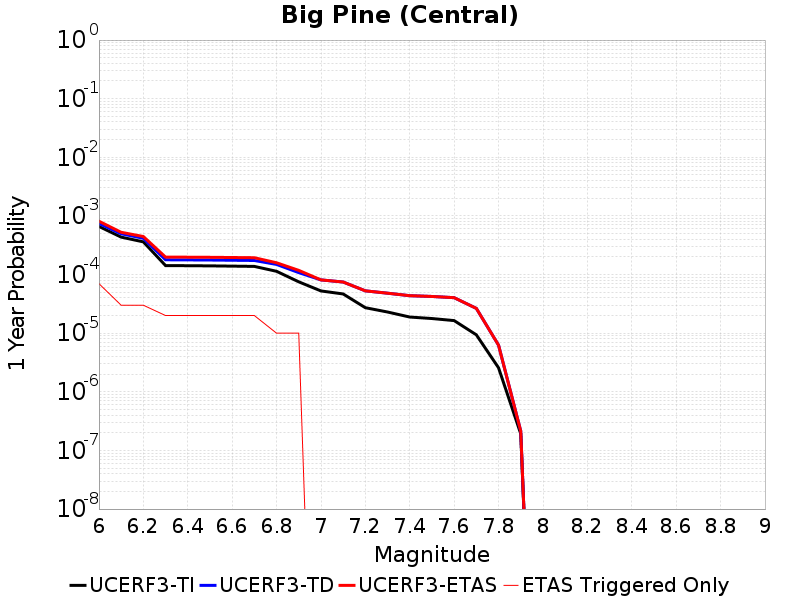 Big Pine (Central)
1 Year Probability
10^0
10^-1
10^-2
10^-3
10^-4
10^-5
10^-6
10^-7
10^-8
6 6.2 6.4 6.6 6.8 7 7.2 7.4 7.6 7.8 8 8.2 8.4 8.6 8.8 9
Magnitude
UCERF3-TI UCERF3-TD UCERF3-ETAS ETAS Triggered Only